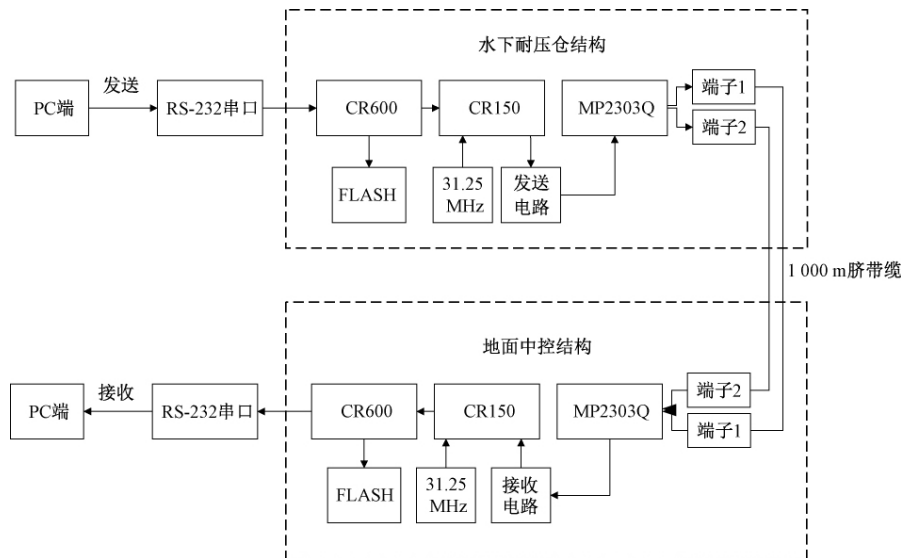 水下耐压仓结构
发送
PC端
RS-232串口
CR600
CR150
MP2303Q
端子1
端子2
FLASH
31.25
MHz
发送
电路
1 000 m脐带缆
地面中控结构
接收
PC端
RS-232串口
CR600
CR150
MP2303Q
端子2
端子1
FLASH
31.25
MHz
接收
电路